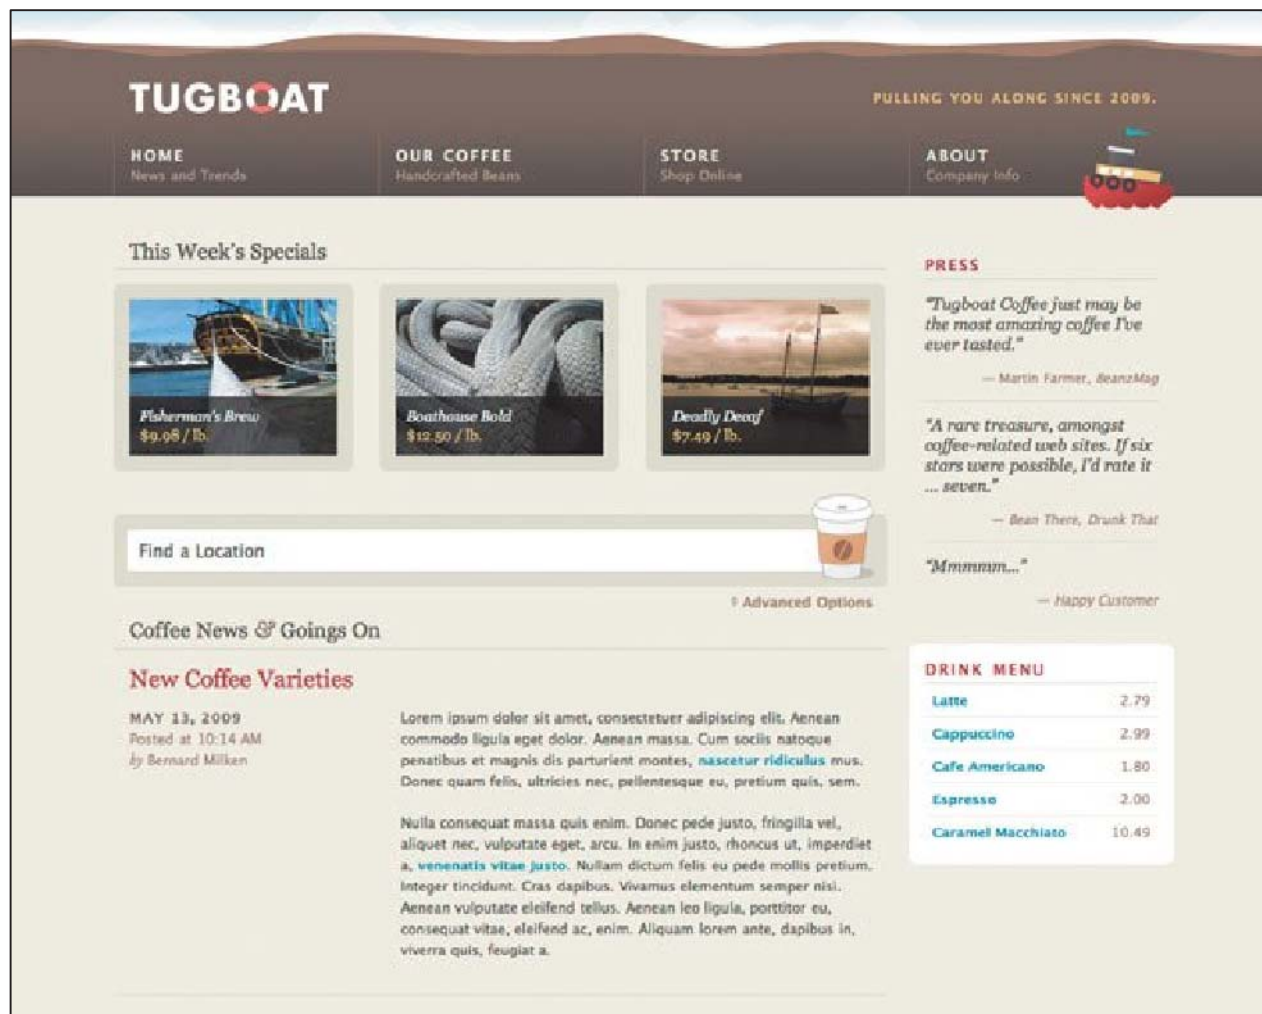 TUGBOAT
PULLING YOU ALONG SINCE 2009.
HOME
News and Trends
OUR COFFEE
Handcrafted Beans
STORE
Shop Online
ABOUT
Company Info
This Week's Specials
Fisherman's Brew
$9.98 / lb.
Boathouse Bold
$12.50 / lb.
Deadly Decaf
$7.49 / lb.
Find a Location
Advanced Options
Coffee News & Goings On
New Coffee Varieties
MAY 13, 2009
Posted at 10:14 AM
by Bernard Milken
Lorem ipsum dolor sit amet, consectetuer adipiscing elit. Aenean
commodo ligula eget dolor. Aenean massa. Cum sociis natoque
penatibus et magnis dis parturient montes, nascetur ridiculus mus.
Donec quam felis, ultricies nec, pellentesque eu, pretium quis, sem.
Nulla consequat massa quis enim. Donec pede justo, fringilla vel,
aliquet nec, vulputate eget, arcu. In enim justo, rhoncus ut, imperdiet
a, venenatis vitae justo. Nullam dictum felis eu pede mollis pretium.
Integer tincidunt. Cras dapibus. Vivamus elementum semper nisi.
Aenean vulputate eleifend tellus. Aenean leo ligula, porttitor eu,
consequat vitae, eleifend ac, enim. Aliquam lorem ante, dapibus in,
viverra quis, feugiat a.
PRESS
"Tugboat Coffee just may be
the most amazing coffee I've
ever tasted."
— Martin Farmer, BeanzMag
"A rare treasure, amongst
coffee-related web sites. If six
stars were possible, I'd rate it
... seven."
— Bean There, Drunk That
"Mmmmm..."
— Happy Customer
DRINK MENU
Latte 2.79
Cappuccino 2.99
Cafe Americano 1.80
Espresso 2.00
Caramel Macchiato 10.49